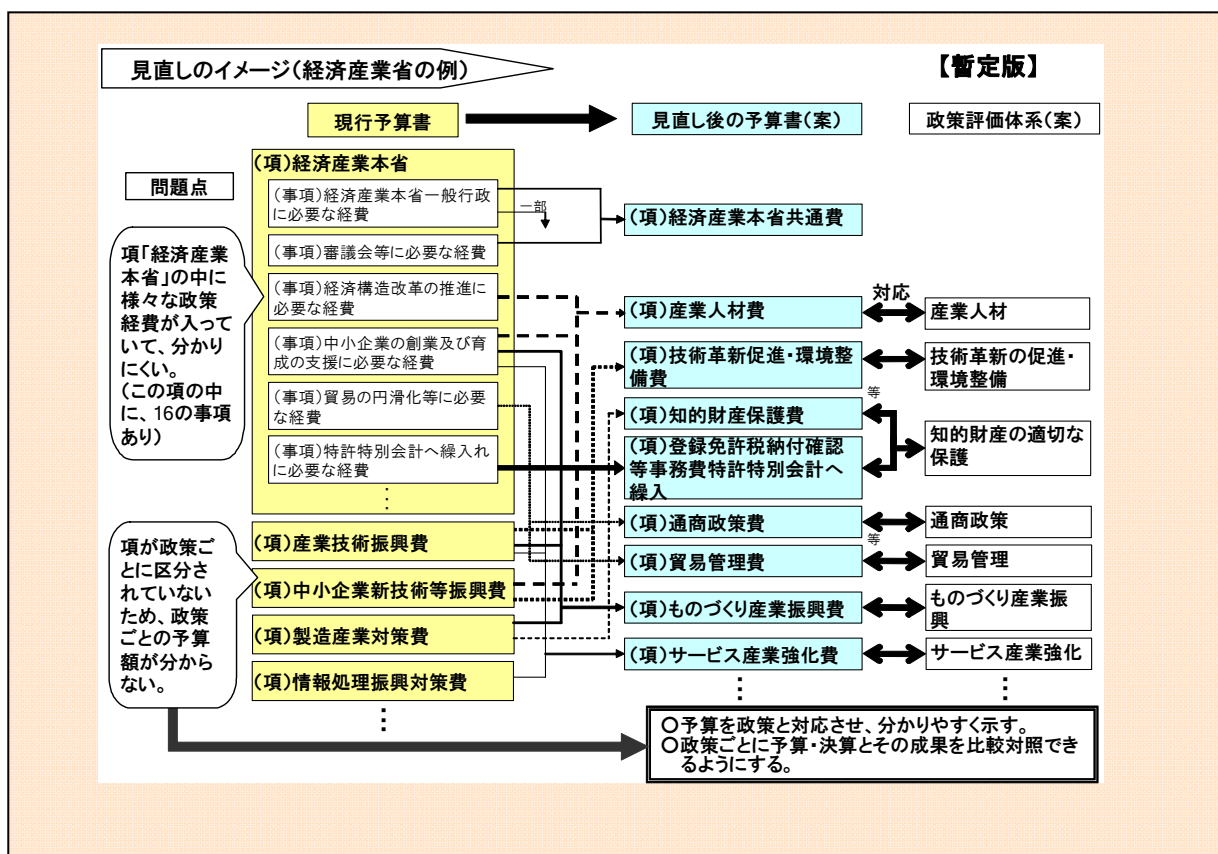 見直しのイメージ(経済産業省の例)
【暫定版】
現行予算書
見直し後の予算書(案)
政策評価体系(案)
問題点
項「経済産業
本省」の中に
様々な政策
経費が入って
いて、分かり
にくい。
(この項の中
に、16の事項
あり)
項が政策ご
とに区分さ
れていない
ため、政策
ごとの予算
額が分から
ない。
(項)経済産業本省
(事項)経済産業本省一般行政
に必要な経費
一部
(事項)審議会等に必要な経費
(事項)経済構造改革の推進に
必要な経費
(事項)中小企業の創業及び育
成の支援に必要な経費
(事項)貿易の円滑化等に必要
な経費
(事項)特許特別会計へ繰入れ
に必要な経費
⋮
(項)産業技術振興費
(項)中小企業新技術等振興費
(項)製造産業対策費
(項)情報処理振興対策費
⋮
(項)経済産業本省共通費
(項)産業人材費
(項)技術革新促進・環境整
備費
(項)知的財産保護費
(項)登録免許税納付確認
等事務費特許特別会計へ
繰入
(項)通商政策費
(項)貿易管理費
(項)ものづくり産業振興費
(項)サービス産業強化費
⋮
対応
等
等
産業人材
技術革新の促進・
環境整備
知的財産の適切な
保護
通商政策
貿易管理
ものづくり産業振
興
サービス産業強化
⋮
○予算を政策と対応させ、分かりやすく示す。
○政策ごとに予算・決算とその成果を比較対照でき
るようにする。